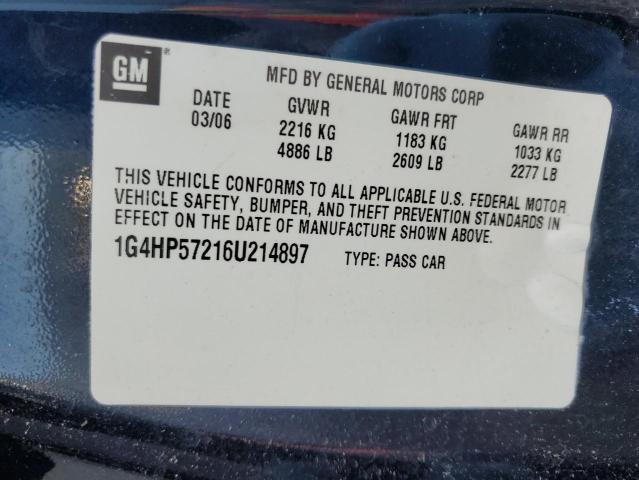 GM®
MFD BY GENERAL MOTORS CORP
DATE GVWR GAWR FRT GAWR RR
03/06 2216 KG 1183 KG 1033 KG
4886 LB 2609 LB 2277 LB
THIS VEHICLE CONFORMS TO ALL APPLICABLE U.S. FEDERAL MOTOR
VEHICLE SAFETY, BUMPER, AND THEFT PREVENTION STANDARDS IN
EFFECT ON THE DATE OF MANUFACTURE SHOWN ABOVE.
1G4HP57216U214897 TYPE: PASS CAR